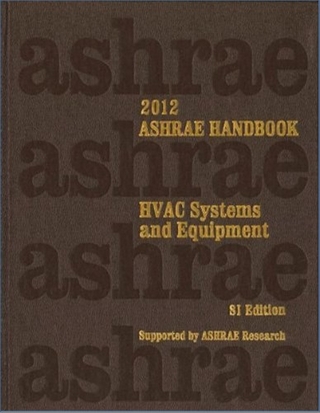 ashrae
2012
ASHRAE HANDBOOK
ashrae
HVAC Systems
and Equipment
ashrae
SI Edition
Supported by ASHRAE Research
ashrae